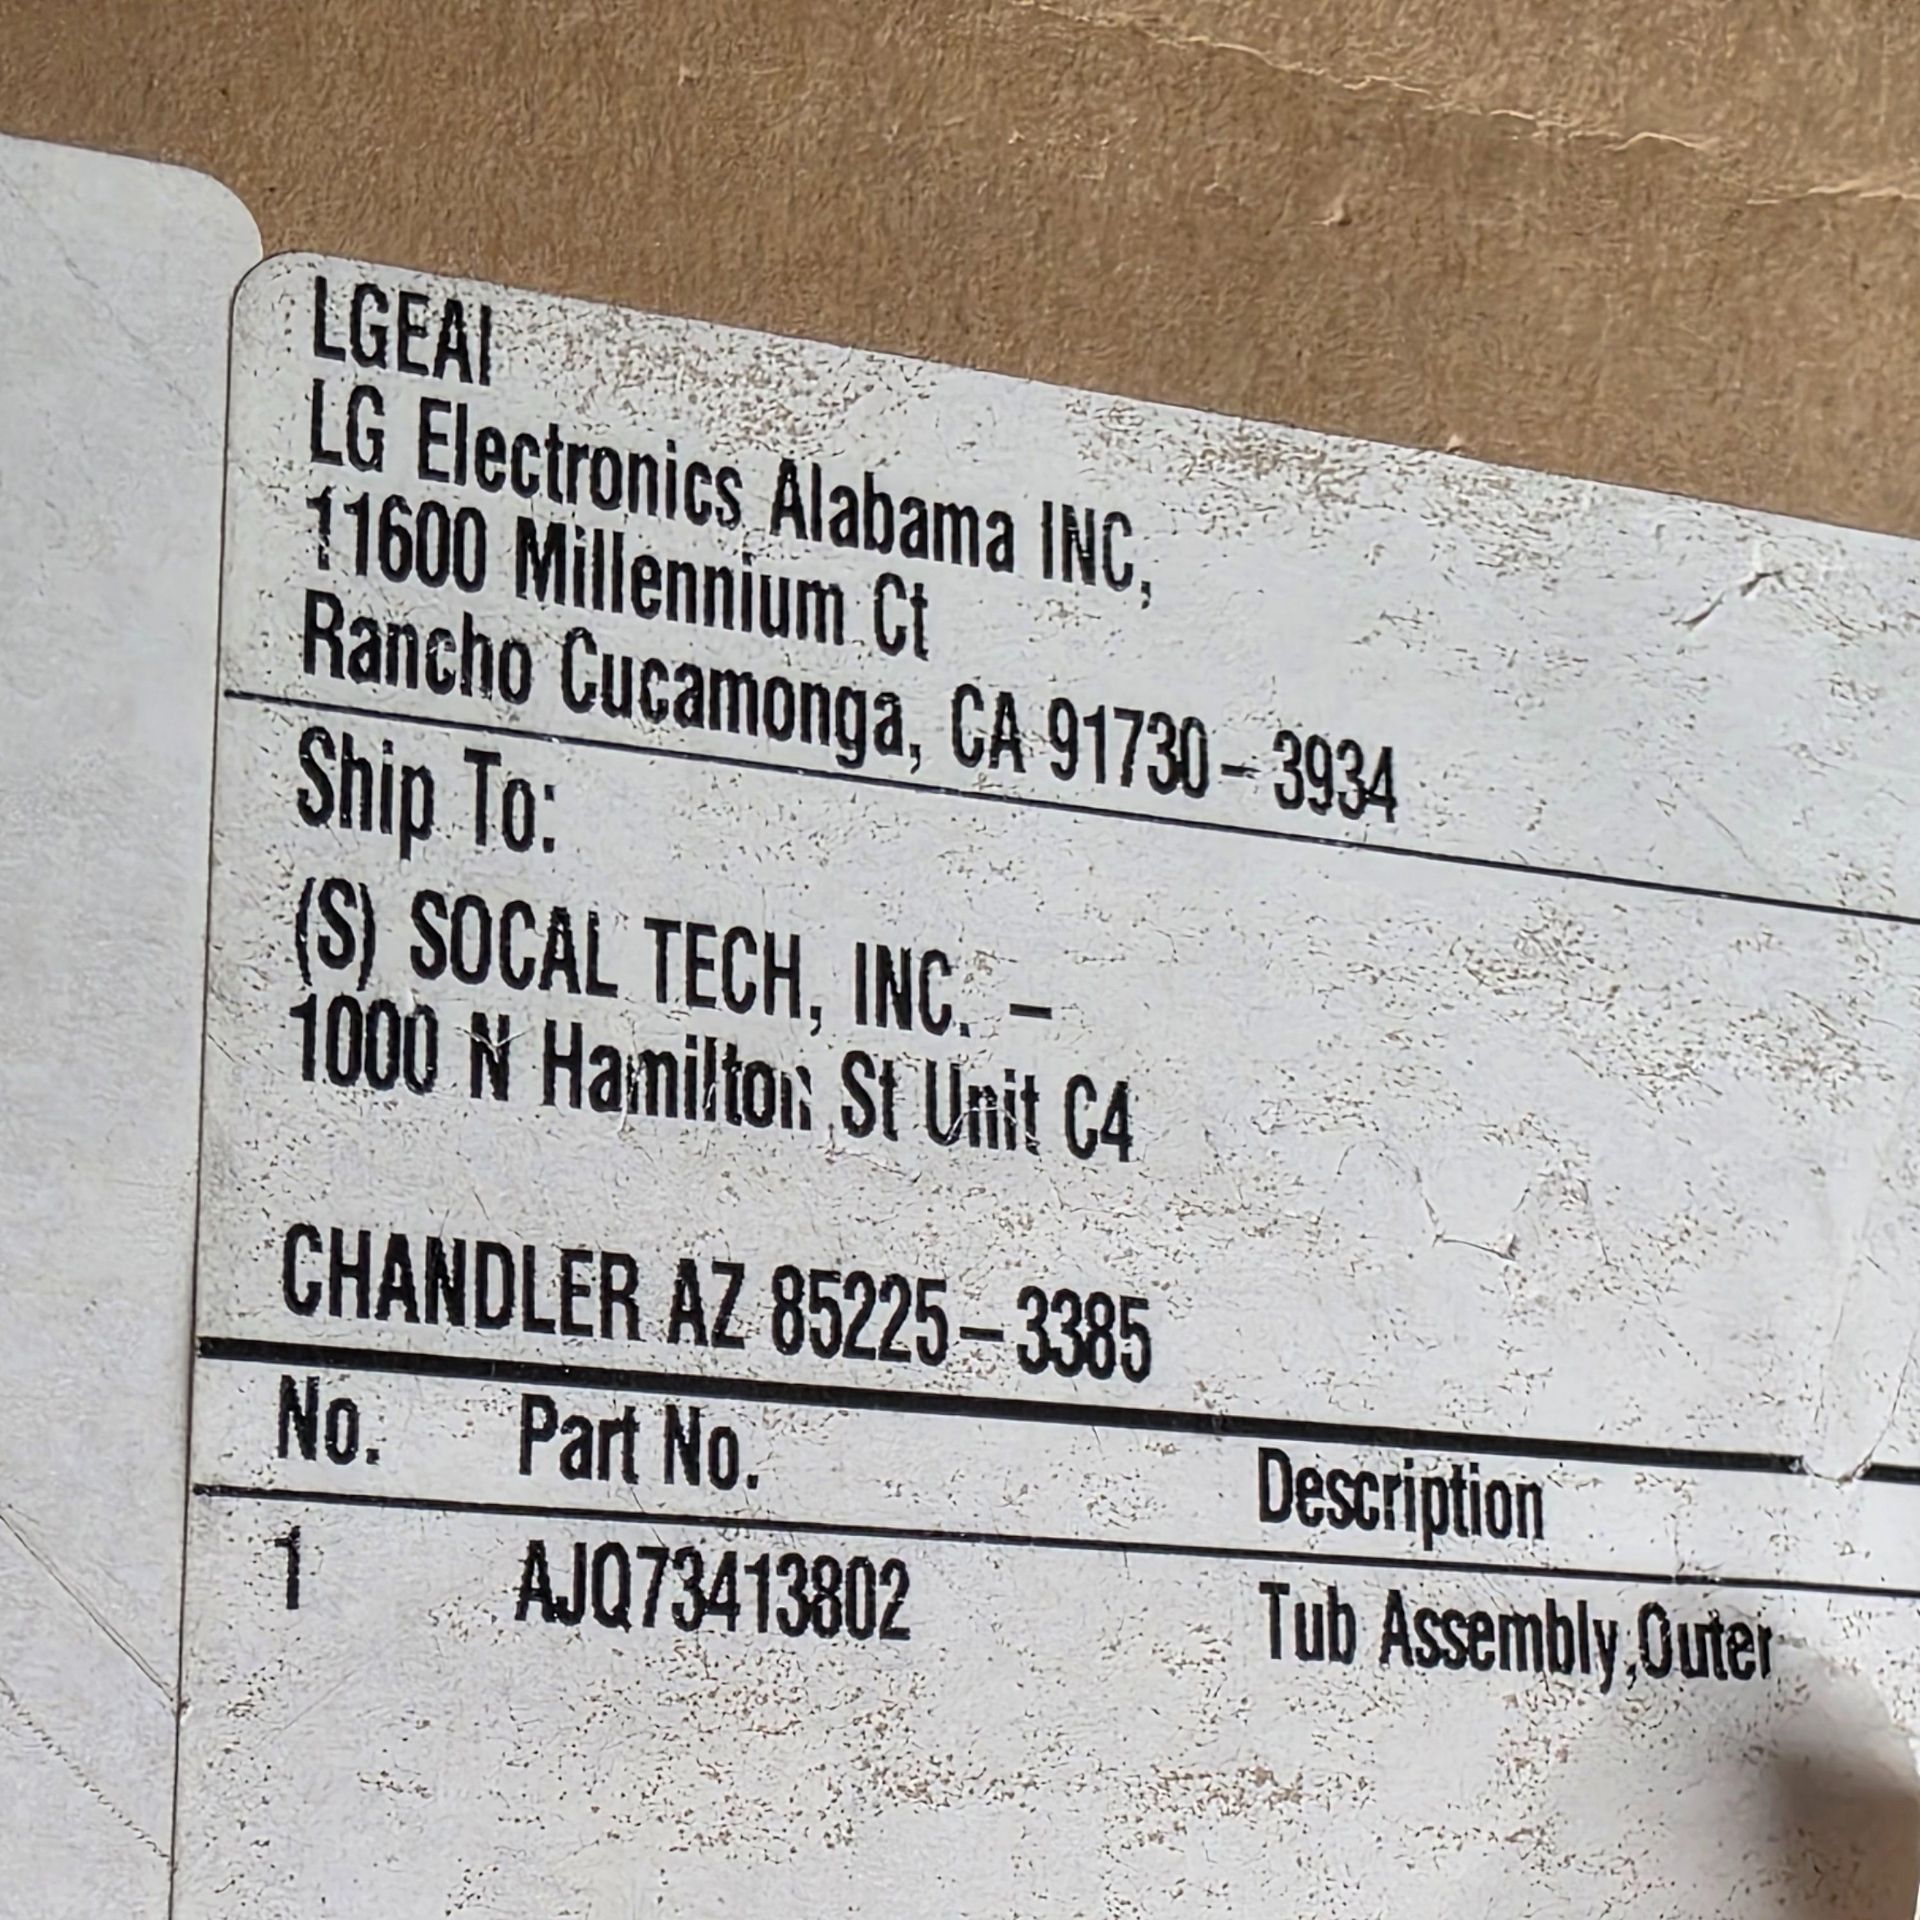 LGEAI
LG Electronics Alabama INC,
11600 Millennium Ct
Rancho Cucamonga, CA 91730-3934
Ship To:
(S) SOCAL TECH, INC. -
1000 N Hamilton St Unit C4
CHANDLER AZ 85225-3385
No. Part No. Description
1 AJQ73413802 Tub Assembly,Outer